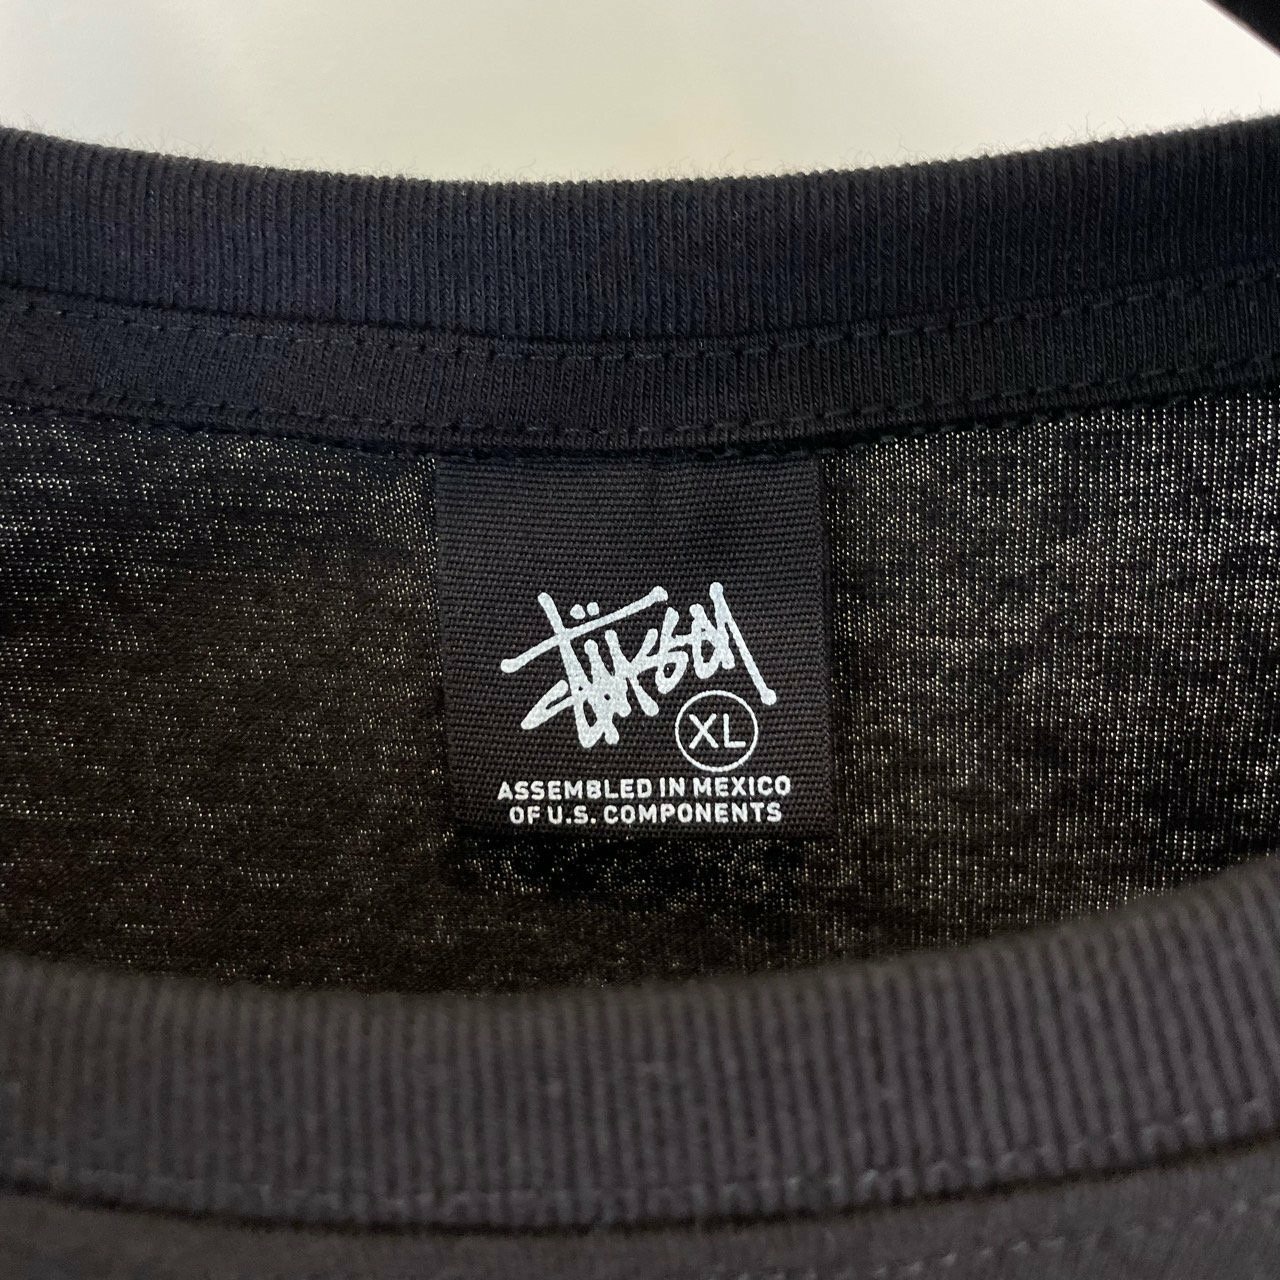 Stüssy
XL
ASSEMBLED IN MEXICO
OF U.S. COMPONENTS